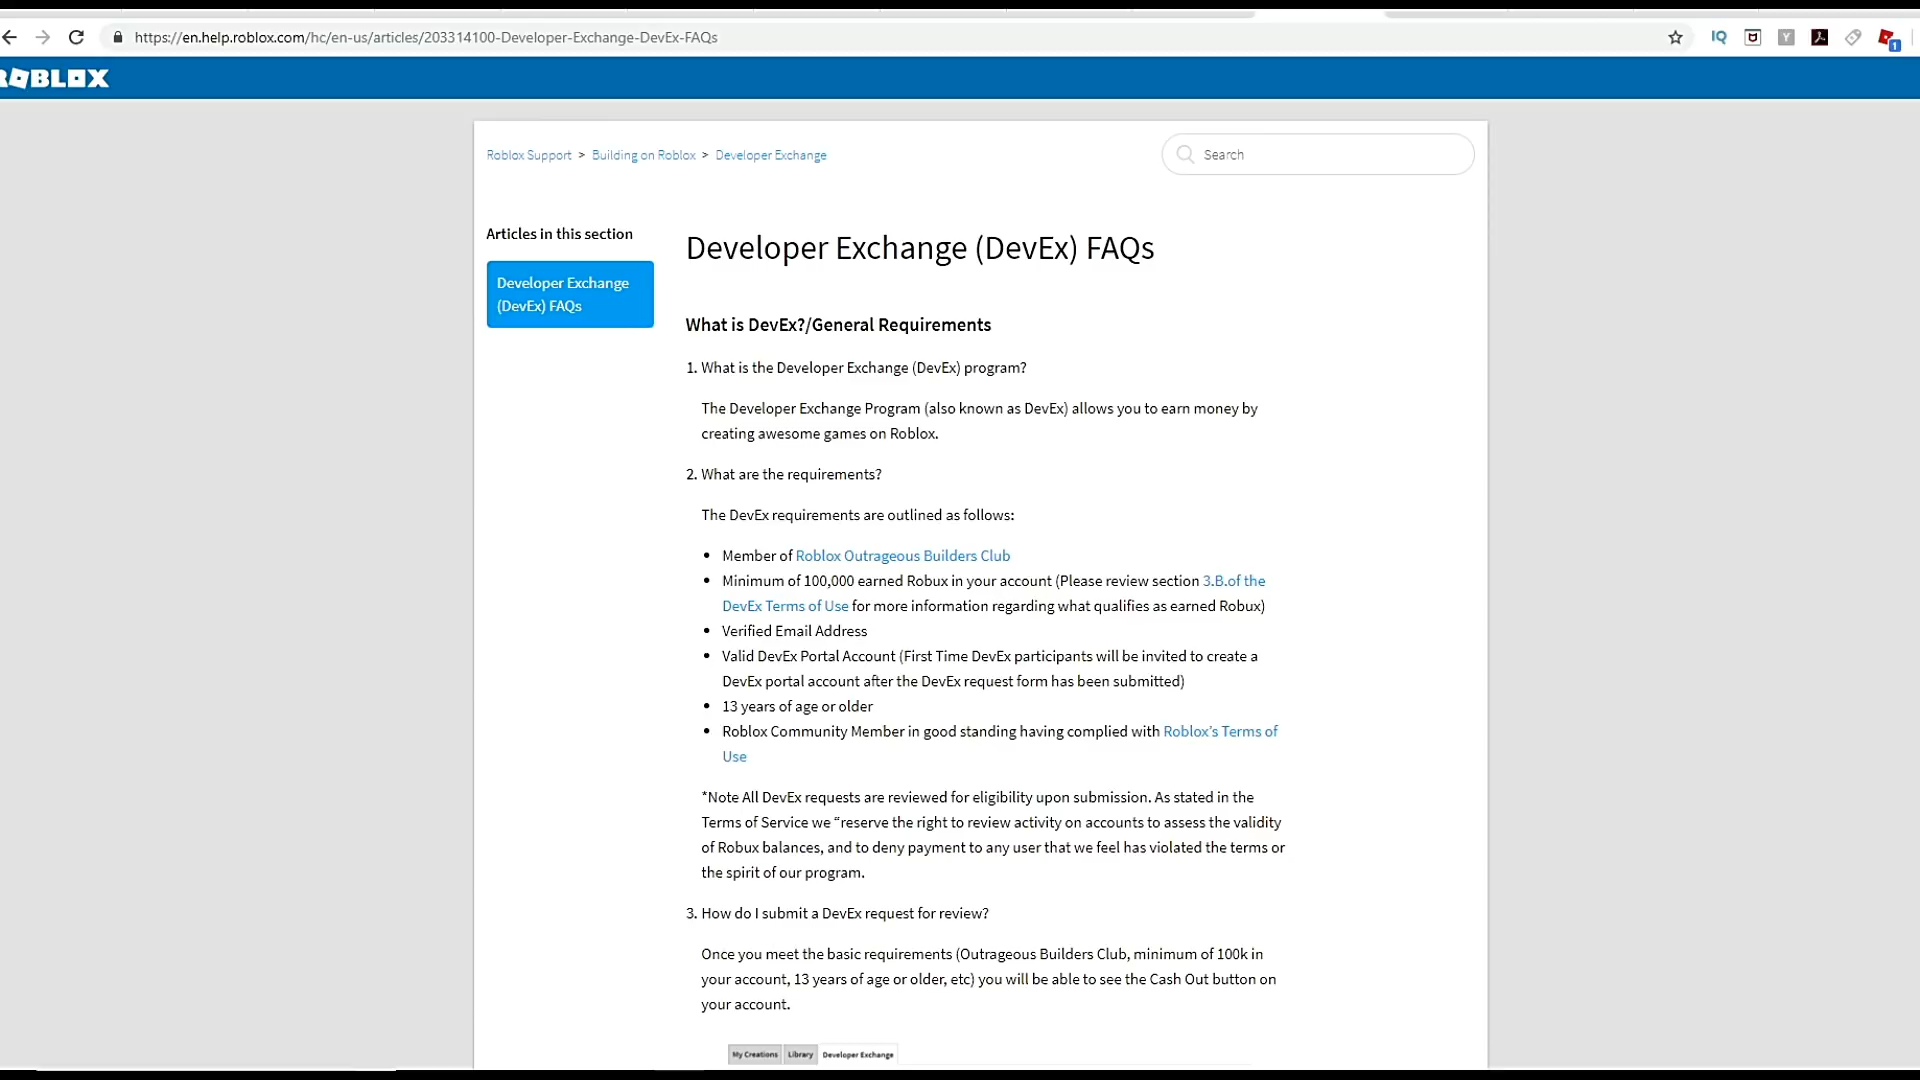 https://en.help.roblox.com/hc/en-us/articles/203314100-Developer-Exchange-DevEx-FAQs
IQ
Y
1
ROBLOX
Roblox Support > Building on Roblox > Developer Exchange
Search
Articles in this section
Developer Exchange
(DevEx) FAQs
Developer Exchange (DevEx) FAQs
What is DevEx?/General Requirements
1. What is the Developer Exchange (DevEx) program?
The Developer Exchange Program (also known as DevEx) allows you to earn money by
creating awesome games on Roblox.
2. What are the requirements?
The DevEx requirements are outlined as follows:
• Member of Roblox Outrageous Builders Club
• Minimum of 100,000 earned Robux in your account (Please review section 3.B.of the
DevEx Terms of Use for more information regarding what qualifies as earned Robux)
• Verified Email Address
• Valid DevEx Portal Account (First Time DevEx participants will be invited to create a
DevEx portal account after the DevEx request form has been submitted)
• 13 years of age or older
• Roblox Community Member in good standing having complied with Roblox’s Terms of
Use
*Note All DevEx requests are reviewed for eligibility upon submission. As stated in the
Terms of Service we “reserve the right to review activity on accounts to assess the validity
of Robux balances, and to deny payment to any user that we feel has violated the terms or
the spirit of our program.
3. How do I submit a DevEx request for review?
Once you meet the basic requirements (Outrageous Builders Club, minimum of 100k in
your account, 13 years of age or older, etc) you will be able to see the Cash Out button on
your account.
My Creations Library Developer Exchange